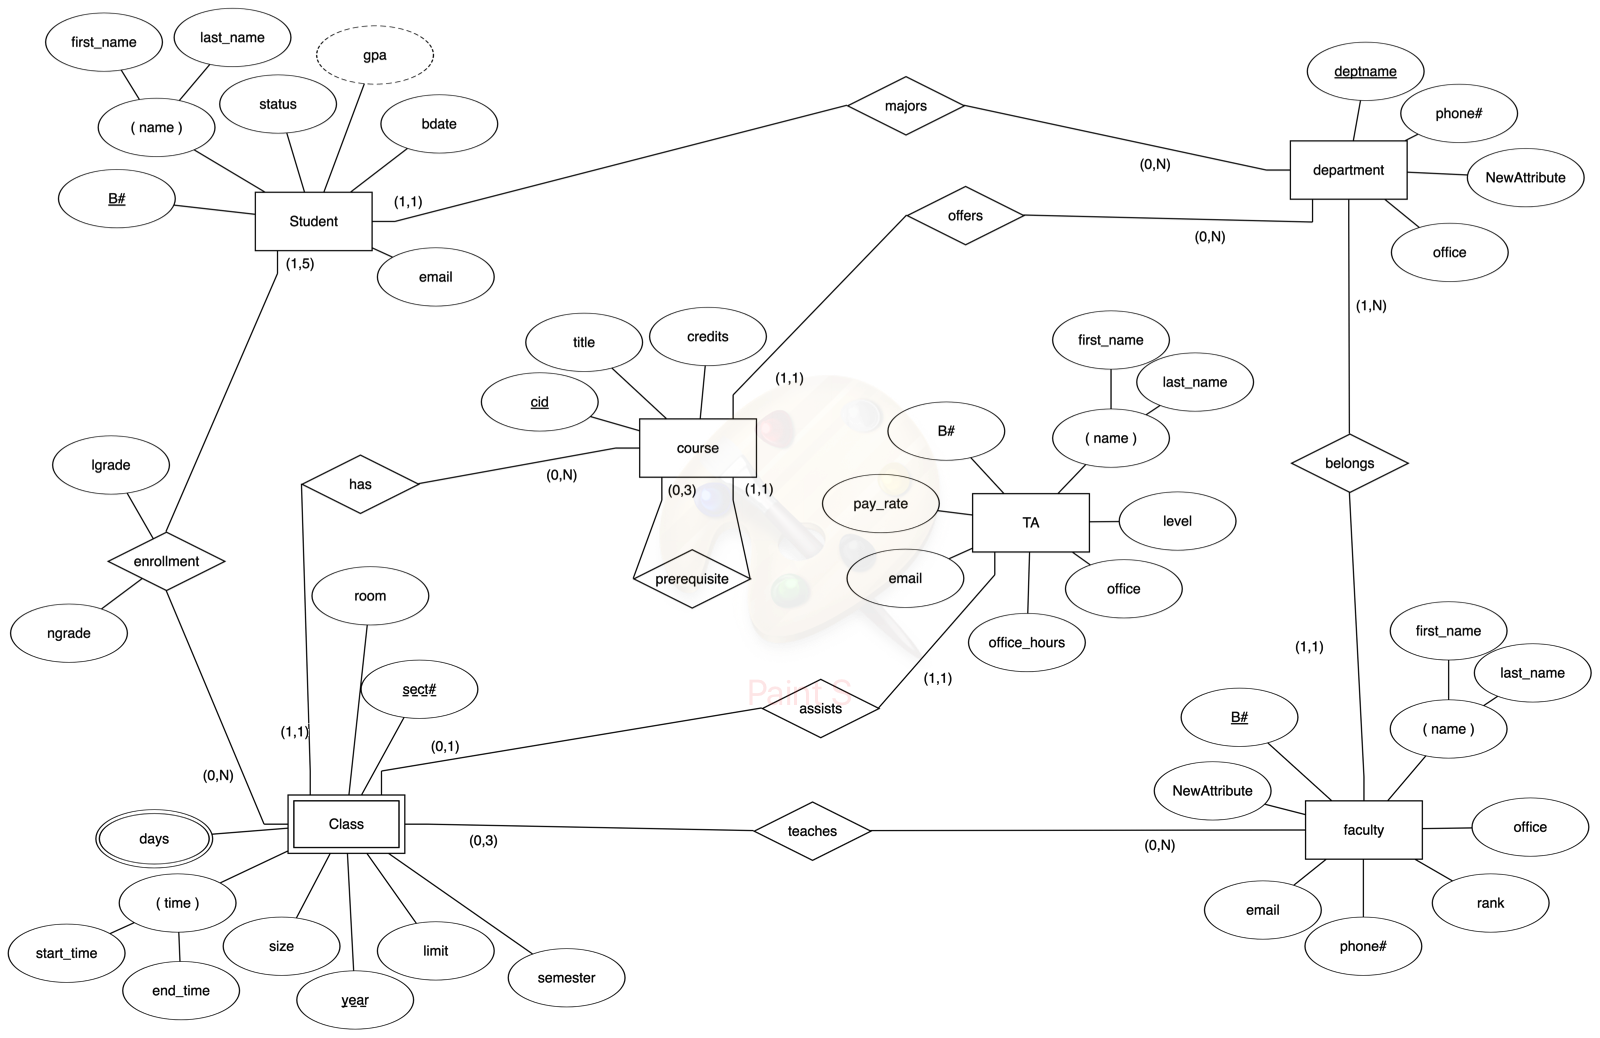 first_name
last_name
gpa
( name )
status
bdate
B#
Student
email
(1,1)
(1,5)
majors
(0,N)
deptname
phone#
department
NewAttribute
office
offers
(0,N)
(1,N)
(1,1)
title
credits
cid
course
(0,N)
(0,3)
(1,1)
has
prerequisite
first_name
last_name
( name )
B#
pay_rate
TA
level
email
office
office_hours
(1,1)
belongs
(1,1)
lgrade
enrollment
ngrade
room
sect#
(1,1)
(0,N)
(0,1)
Paint S
assists
first_name
last_name
( name )
B#
NewAttribute
faculty
office
email
rank
phone#
days
Class
(0,3)
teaches
(0,N)
( time )
start_time
end_time
size
year
limit
semester